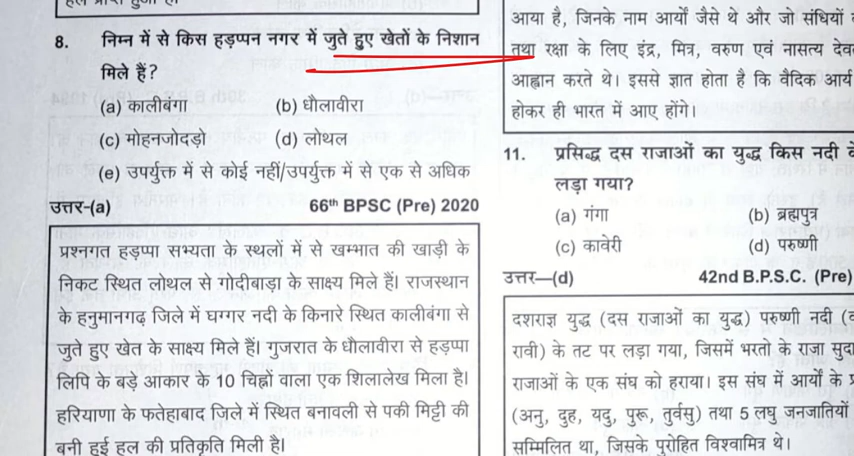 8. निम्न में से किस हड़प्पन नगर में जुते हुए खेतों के निशान
मिले हैं?
(a) कालीबंगा (b) धौलावीरा
(c) मोहनजोदड़ो (d) लोथल
(e) उपर्युक्त में से कोई नहीं/उपर्युक्त में से एक से अधिक
उत्तर-(a) 66th BPSC (Pre) 2020
प्रश्नगत हड़प्पा सभ्यता के स्थलों में से खम्भात की खाड़ी के
निकट स्थित लोथल से गोदीबाड़ा के साक्ष्य मिले हैं। राजस्थान
के हनुमानगढ़ जिले में घग्गर नदी के किनारे स्थित कालीबंगा से
जुते हुए खेत के साक्ष्य मिले हैं। गुजरात के धौलावीरा से हड़प्पा
लिपि के बड़े आकार के 10 चिह्नों वाला एक शिलालेख मिला है।
हरियाणा के फतेहाबाद जिले में स्थित बनावली से पकी मिट्टी की
बनी हुई हल की प्रतिकृति मिली है।
आया है, जिनके नाम आर्यों जैसे थे और जो संधियों
तथा रक्षा के लिए इंद्र, मित्र, वरुण एवं नासत्य
आह्वान करते थे। इससे ज्ञात होता है कि वैदिक आर्य
होकर ही भारत में आए होंगे।
11. प्रसिद्ध दस राजाओं का युद्ध किस नदी
लड़ा गया?
(a) गंगा (b) ब्रह्मपुत्र
(c) कावेरी (d) परुष्णी
उत्तर—(d) 42nd B.P.S.C. (Pre)
दशराज्ञ युद्ध (दस राजाओं का युद्ध) परुष्णी नदी
रावी) के तट पर लड़ा गया, जिसमें भरतो के राजा
राजाओं के एक संघ को हराया। इस संघ में आर्यों के
(अनु, द्रुह, यदु, पुरू, तुर्वसु) तथा 5 लघु जनजातियों
सम्मिलित था, जिसके पुरोहित विश्वामित्र थे।